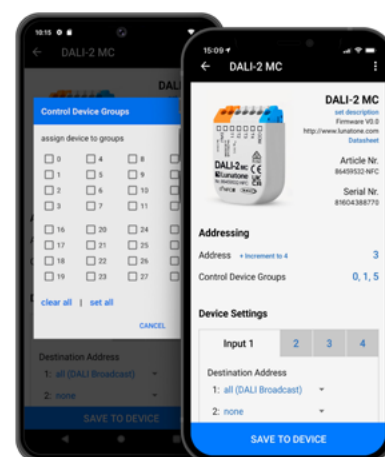 10:15
DALI-2 MC
DAL
Control Device Groups
assign device to groups
0 4 8
1 5 9
2 6 10
3 7 11
16 20 24
17 21 25
18 22 26
19 23 27
clear all | set all
CANCEL
Destination Address
1: all (DALI Broadcast)
2: none
SAVE TO DEVICE
15:09
DALI-2 MC
DALI-2 MC
set description
Firmware V0.0
http://www.lunatone.com
Datasheet
Article Nr.
86459532-NFC
Serial Nr.
81604388770
DALI-2 MC
Lunatone
Addressing
Address + Increment to 4 3
Control Device Groups 0, 1, 5
Device Settings
Input 1 2 3 4
Destination Address
1: all (DALI Broadcast)
2: none
SAVE TO DEVICE